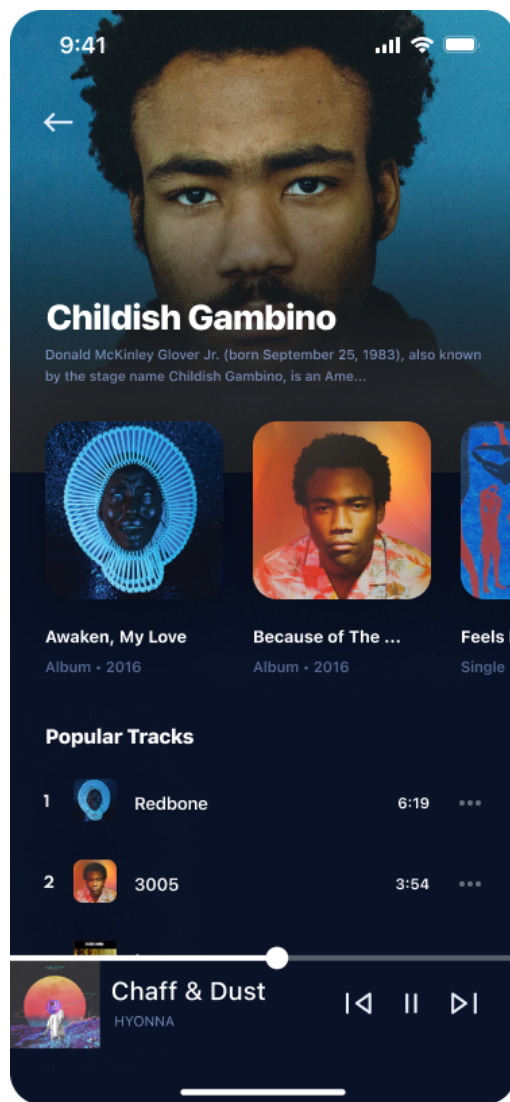 9:41
Childish Gambino
Donald McKinley Glover Jr. (born September 25, 1983), also known
by the stage name Childish Gambino, is an Ame...
Awaken, My Love
Album • 2016
Because of The ...
Album • 2016
Feels
Single
Popular Tracks
1
Redbone
6:19
2
3005
3:54
Chaff & Dust
HYONNA